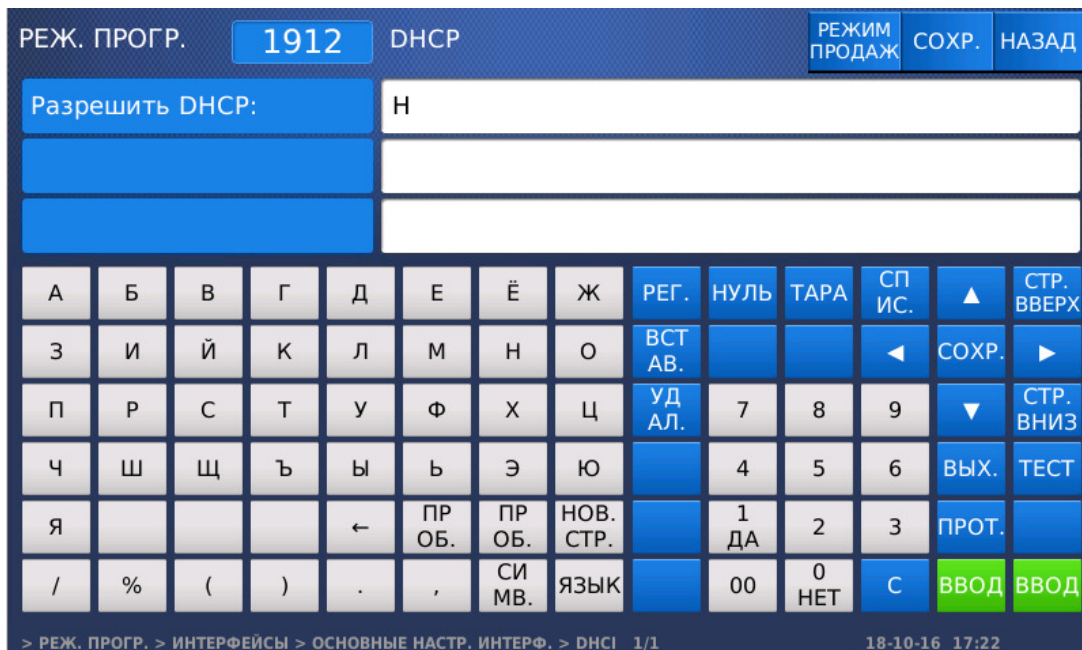 РЕЖ. ПРОГР. 1912 DHCP РЕЖИМ ПРОДАЖ СОХР. НАЗАД
Разрешить DHCP: Н
А Б В Г Д Е Ё Ж РЕГ. НУЛЬ ТАРА СП ИС. ▲ СТР. ВВЕРХ
З И Й К Л М Н О ВСТ АВ. ◄ СОХР. ►
П Р С Т У Ф Х Ц УД АЛ. 7 8 9 ▼ СТР. ВНИЗ
Ч Ш Щ Ъ Ы Ь Э Ю 4 5 6 ВЫХ. ТЕСТ
Я ← ПР ОБ. ПР ОБ. НОВ. СТР. 1 ДА 2 3 ПРОТ.
/ % ( ) . , СИ МВ. ЯЗЫК 00 0 НЕТ С ВВОД ВВОД
> РЕЖ. ПРОГР. > ИНТЕРФЕЙСЫ > ОСНОВНЫЕ НАСТР. ИНТЕРФ. > DHCI 1/1 18-10-16 17:22